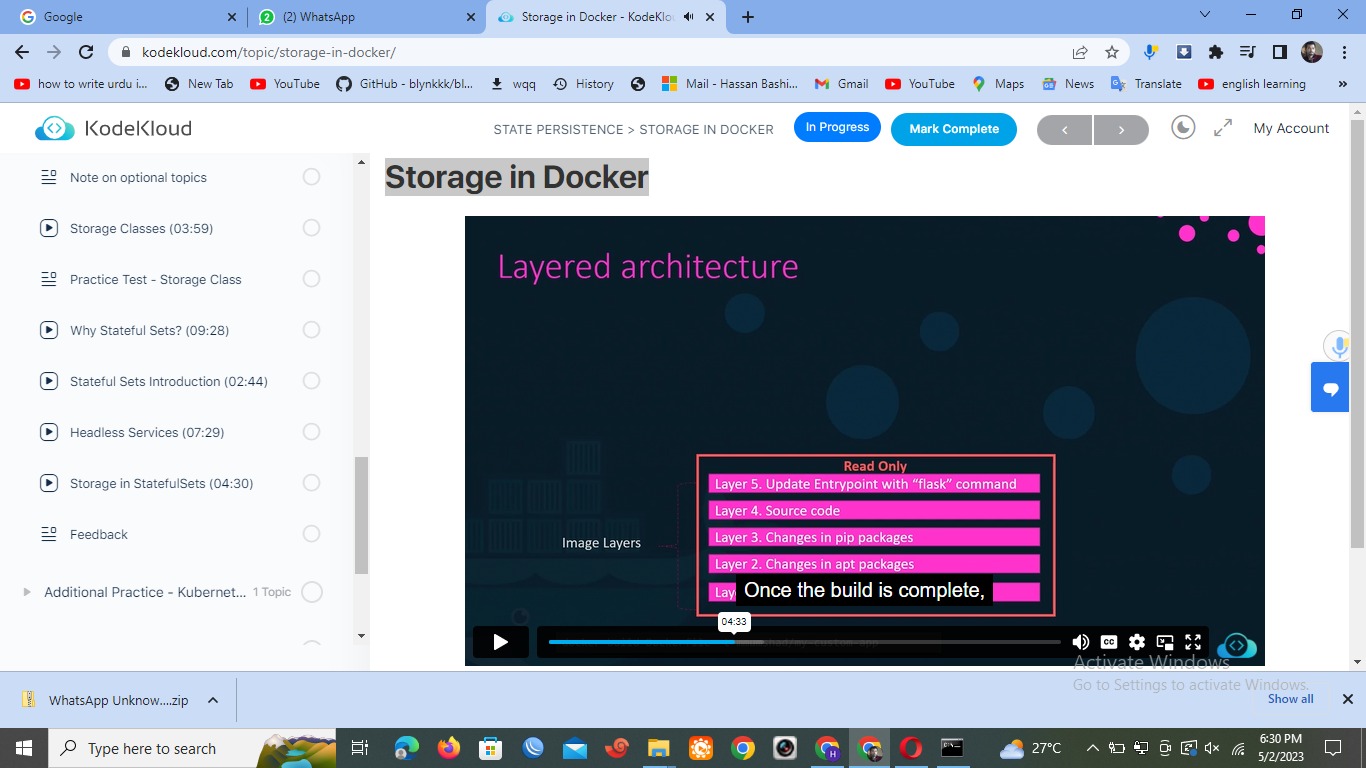 Google
(2) WhatsApp
Storage in Docker - KodeKlo
kodekloud.com/topic/storage-in-docker/
how to write urdu i...
New Tab
YouTube
GitHub - blynkkk/bl...
wqq
History
Mail - Hassan Bashi...
Gmail
YouTube
Maps
News
Translate
english learning
KodeKloud
STATE PERSISTENCE > STORAGE IN DOCKER
In Progress
Mark Complete
My Account
Note on optional topics
Storage Classes (03:59)
Practice Test - Storage Class
Why Stateful Sets? (09:28)
Stateful Sets Introduction (02:44)
Headless Services (07:29)
Storage in StatefulSets (04:30)
Feedback
Additional Practice - Kubernet... 1 Topic
Storage in Docker
Layered architecture
Read Only
Layer 5. Update Entrypoint with “flask” command
Layer 4. Source code
Layer 3. Changes in pip packages
Layer 2. Changes in apt packages
Lay
Image Layers
Once the build is complete,
04:33
CC
Activate Windows
Go to Settings to activate Windows.
WhatsApp Unknow....zip
Show all
Type here to search
27°C
6:30 PM
5/2/2023